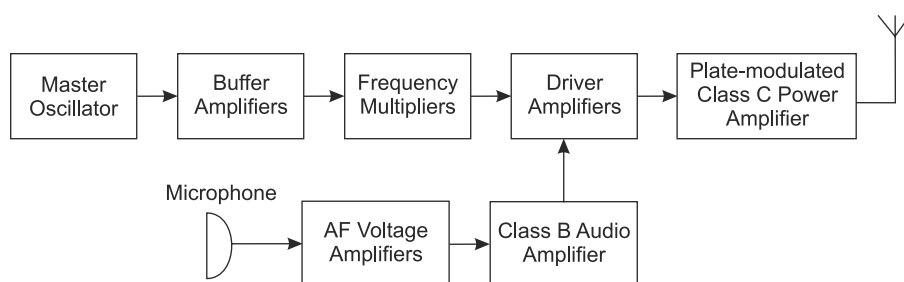 Master
Oscillator
Buffer
Amplifiers
Frequency
Multipliers
Driver
Amplifiers
Plate-modulated
Class C Power
Amplifier
Microphone
AF Voltage
Amplifiers
Class B Audio
Amplifier